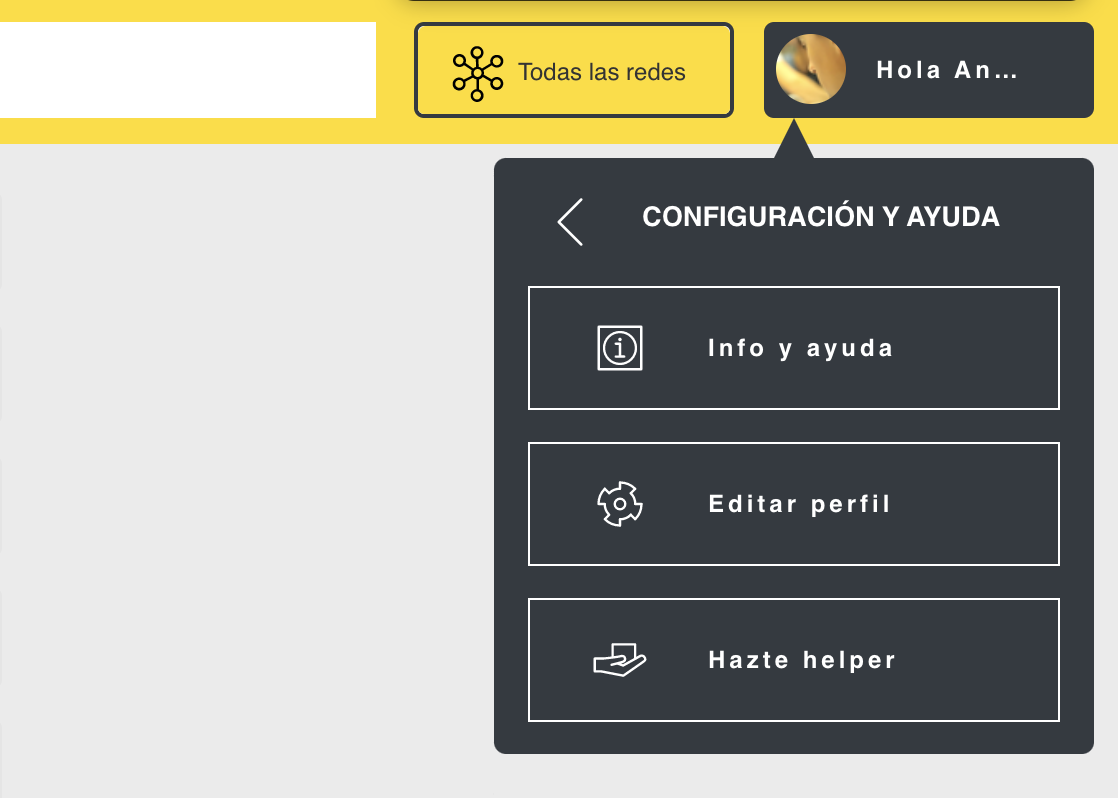 Todas las redes
Hola An...
CONFIGURACIÓN Y AYUDA
Info y ayuda
Editar perfil
Hazte helper